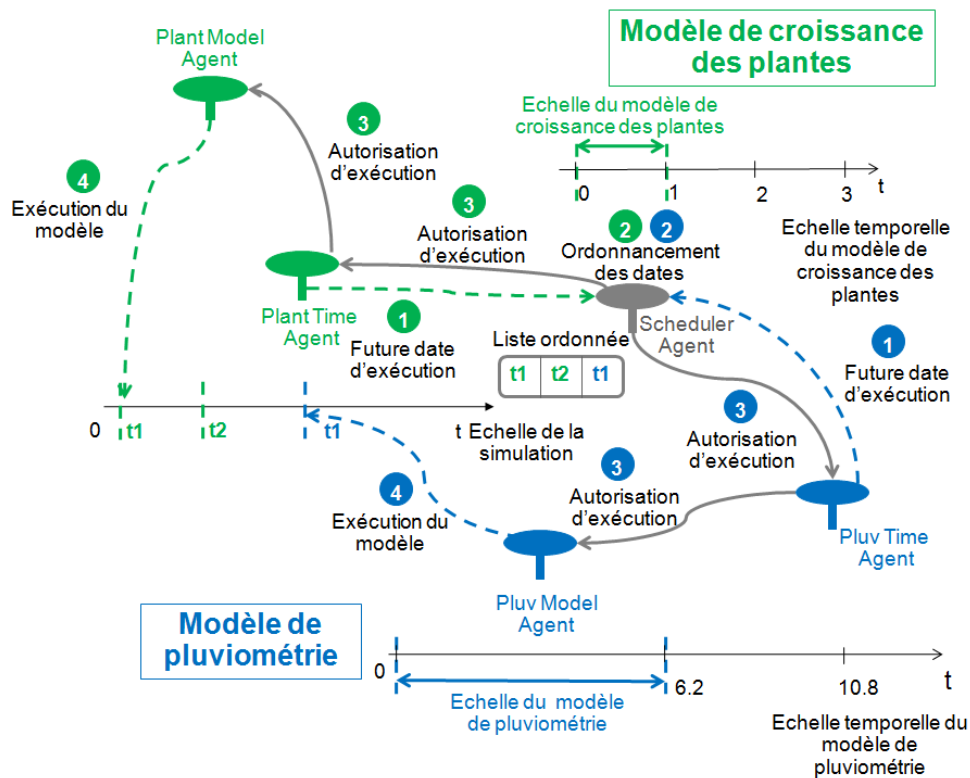 Modèle de croissance
des plantes
Plant Model
Agent
Echelle du modèle de
croissance des plantes
3
Autorisation
d'exécution
4
Exécution du
modèle
0
1
2
3
t
Echelle temporelle
du modèle de
croissance des
plantes
3
Autorisation
d'exécution
2
2
Ordonnancement
des dates
Plant Time
Agent
Scheduler
Agent
1
Future date
d'exécution
Liste ordonnée
t1
t2
t1
1
Future date
d'exécution
0
t1
t2
t1
t
Echelle de la
simulation
3
Autorisation
d'exécution
3
Autorisation
d'exécution
4
Exécution du
modèle
Pluv Time
Agent
Pluv Model
Agent
Modèle de
pluviométrie
0
6.2
10.8
t
Echelle du modèle
de pluviométrie
Echelle temporelle du
modèle de
pluviométrie